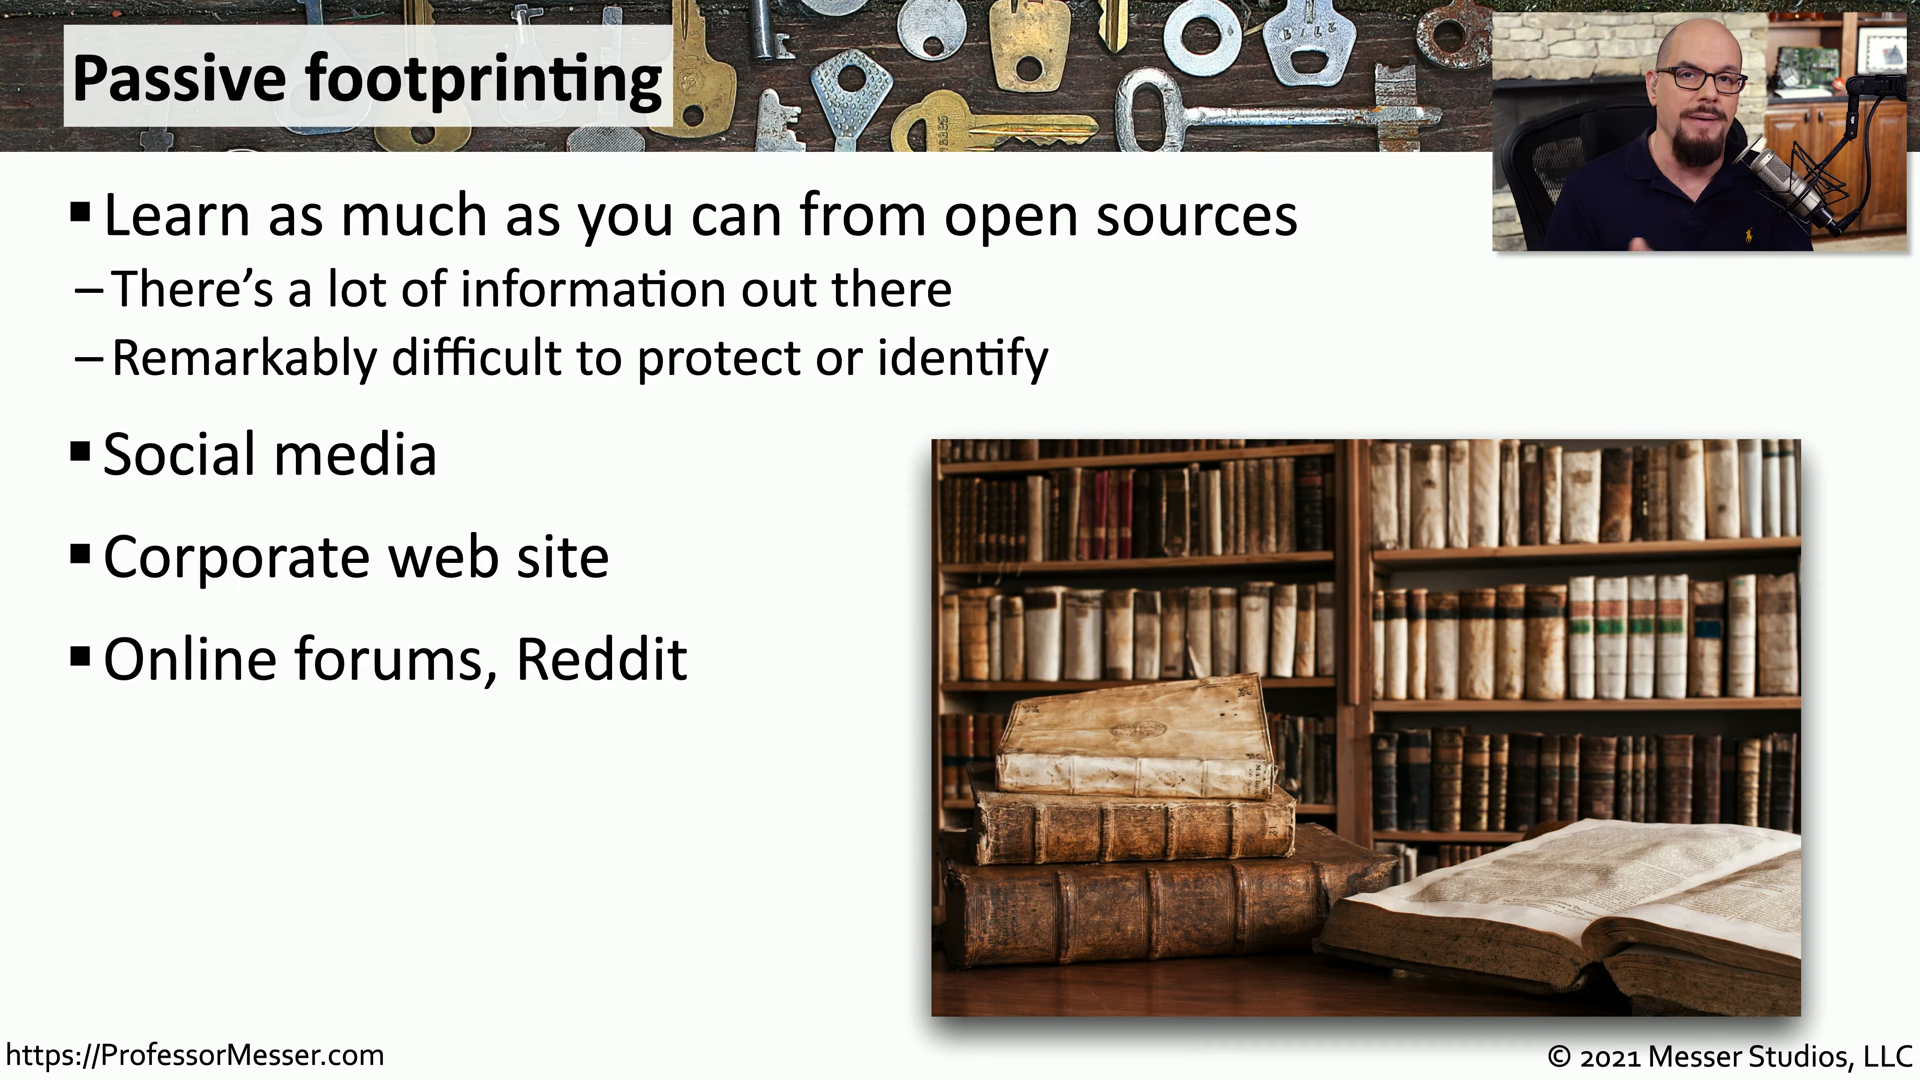 Passive footprinting
▪ Learn as much as you can from open sources
– There's a lot of information out there
– Remarkably difficult to protect or identify
▪ Social media
▪ Corporate web site
▪ Online forums, Reddit
https://ProfessorMesser.com
© 2021 Messer Studios, LLC